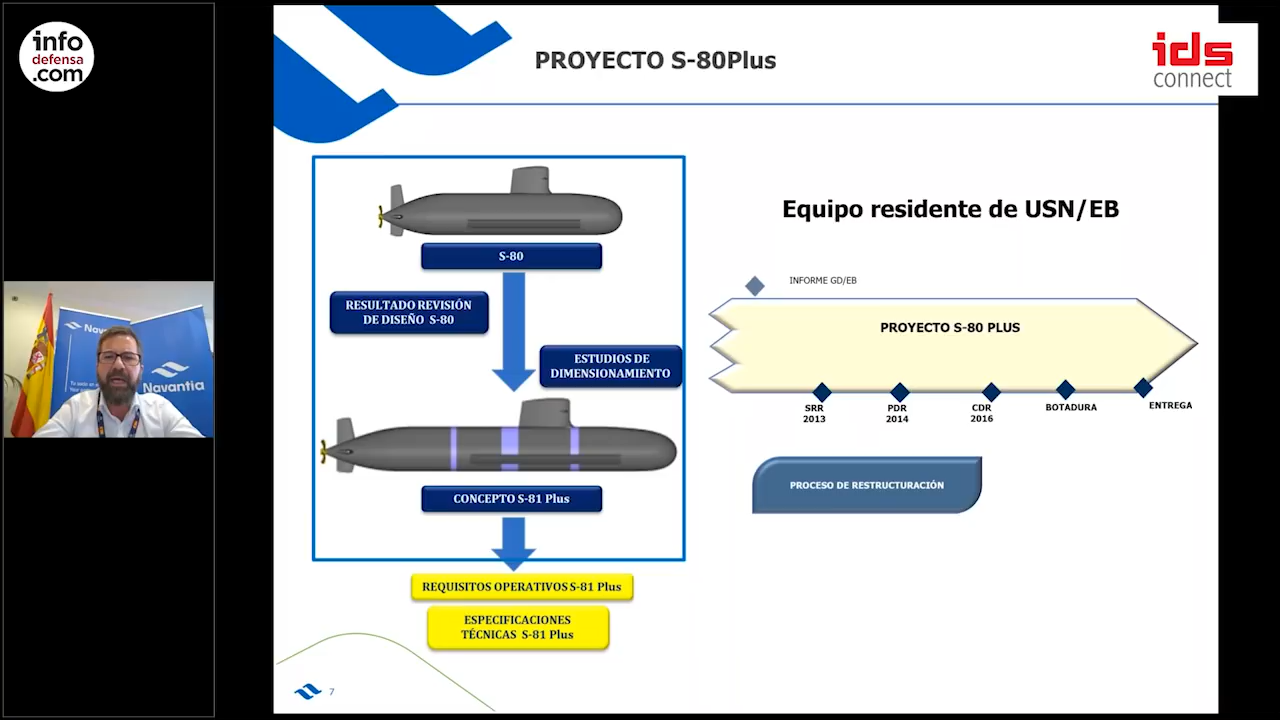 info
defensa
.com
PROYECTO S-80Plus
ids
connect
S-80
RESULTADO REVISIÓN
DE DISEÑO S-80
ESTUDIOS DE
DIMENSIONAMIENTO
CONCEPTO S-81 Plus
REQUISITOS OPERATIVOS S-81 Plus
ESPECIFICACIONES
TÉCNICAS S-81 Plus
7
Equipo residente de USN/EB
INFORME GD/EB
PROYECTO S-80 PLUS
SRR
2013
PDR
2014
CDR
2016
BOTADURA
ENTREGA
PROCESO DE RESTRUCTURACIÓN
Navantia